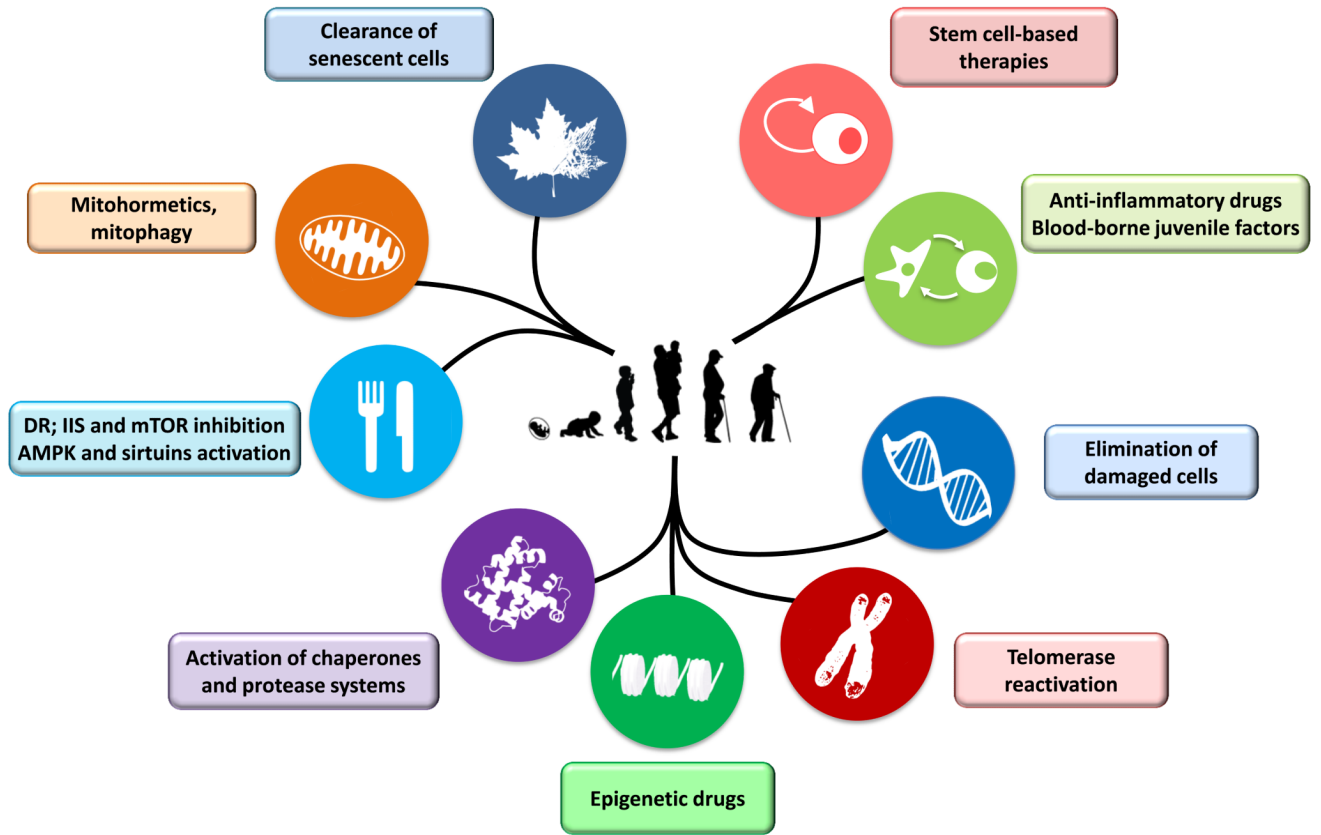 Clearance of
senescent cells
Stem cell-based
therapies
Mitohormetics,
mitophagy
Anti-inflammatory drugs
Blood-borne juvenile factors
DR; IIS and mTOR inhibition
AMPK and sirtuins activation
Elimination of
damaged cells
Activation of chaperones
and protease systems
Telomerase
reactivation
Epigenetic drugs